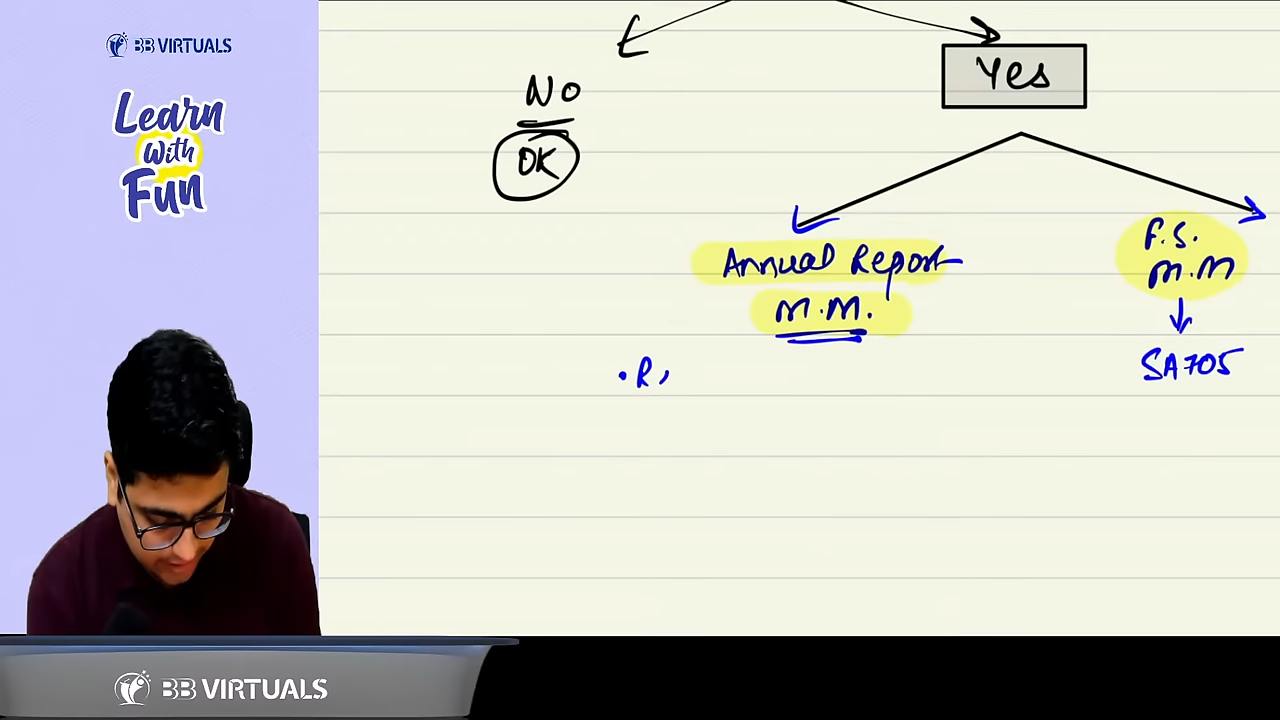 BB VIRTUALS
Learn
With
Fun
No
OK
Yes
Annual Report
M.M.
F.S.
M.M
SA705
• R,
BB VIRTUALS